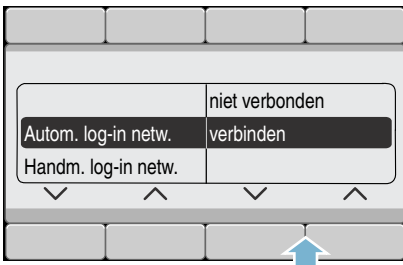 niet verbonden
Autom. log-in netw. verbinden
Handm. log-in netw.